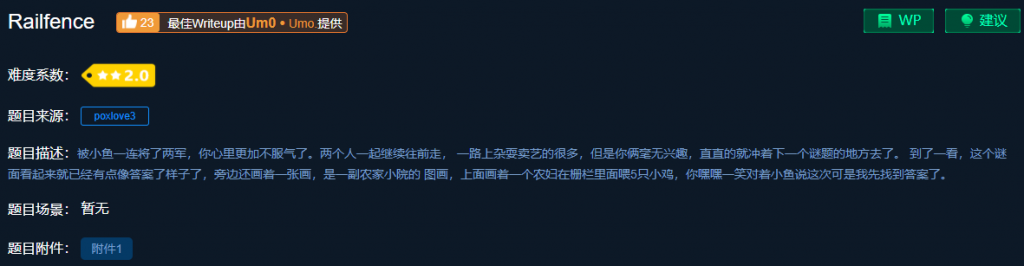 Railfence 23 最佳Writeup由Um0 • Umo.提供 WP 建议
难度系数： 2.0
题目来源： poxlove3
题目描述：被小鱼一连将了两军，你心里更加不服气了。两个人一起继续往前走， 一路上杂耍卖艺的很多，但是你俩毫无兴趣，直直的就冲着下一个谜题的地方去了。 到了一看，这个谜
面看起来就已经有点像答案了样子了，旁边还画着一张画，是一副农家小院的 图画，上面画着一个农妇在栅栏里面喂5只小鸡，你嘿嘿一笑对着小鱼说这次可是我先找到答案了。
题目场景： 暂无
题目附件： 附件1